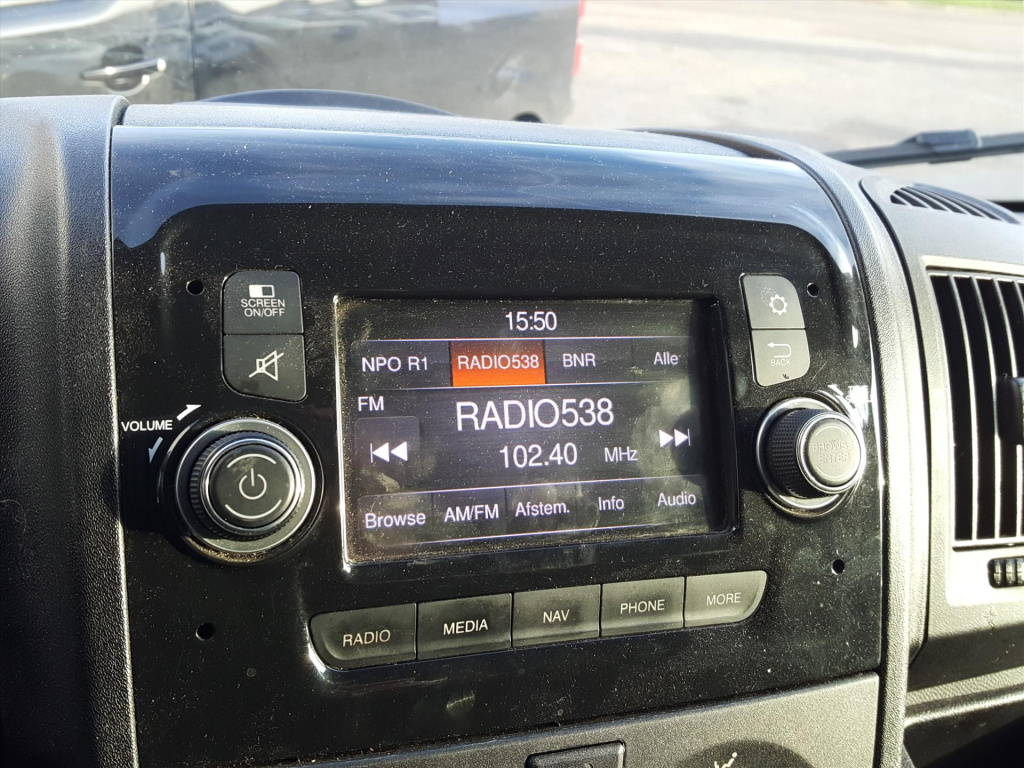 SCREEN
ON/OFF
VOLUME
15:50
NPO R1 RADIO538 BNR Alle
FM
RADIO538
102.40 MHz
Browse AM/FM Afstem. Info Audio
BACK
RADIO MEDIA NAV PHONE MORE